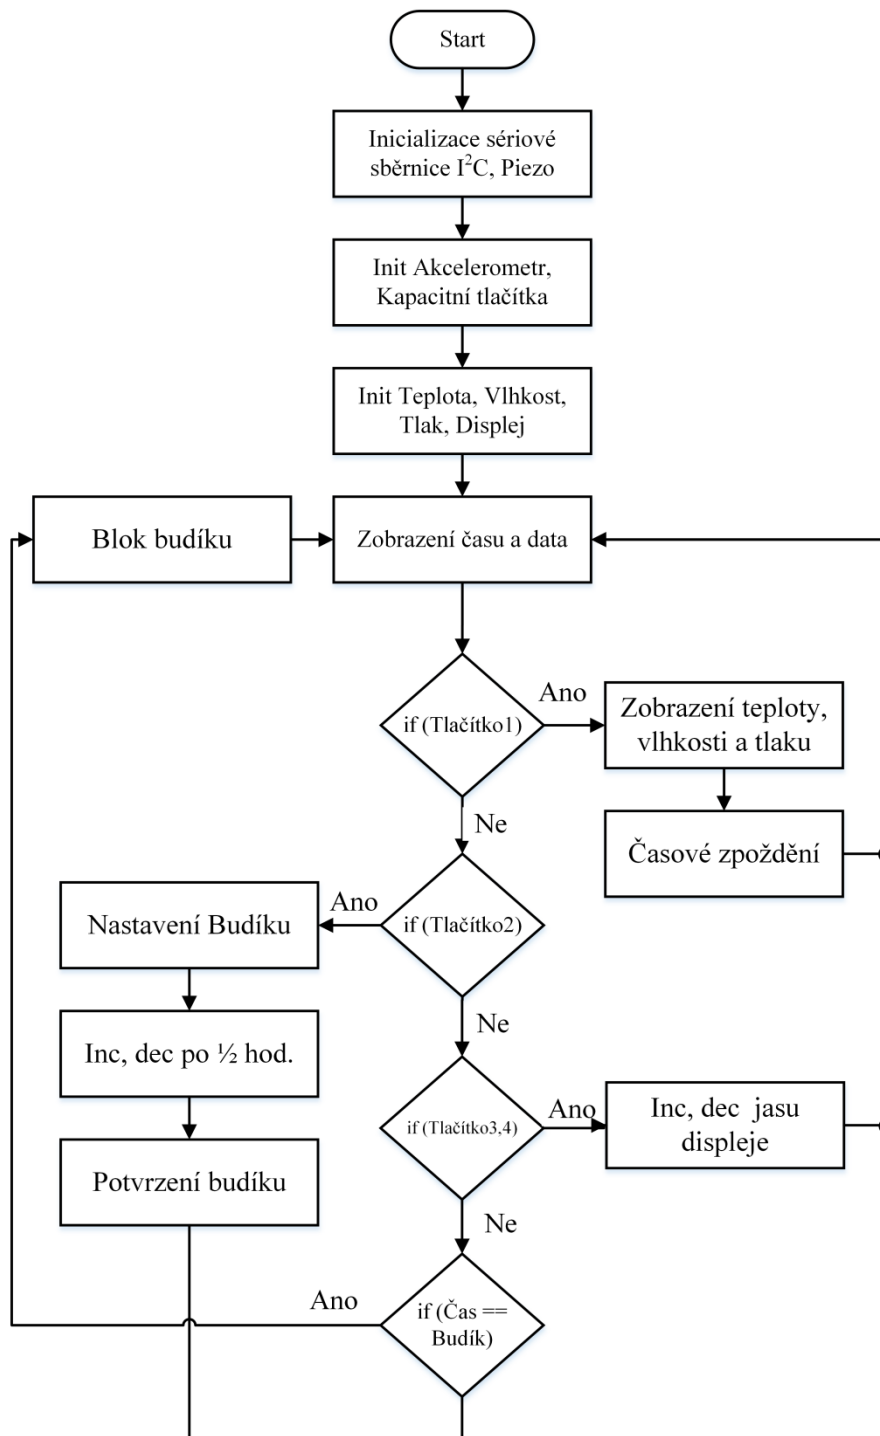 Start
Inicializace sériové
sběrnice I²C, Piezo
Init Akcelerometr,
Kapacitní tlačítka
Init Teplota, Vlhkost,
Tlak, Displej
Blok budíku
Zobrazení času a data
if (Tlačítko1)
Ano
Zobrazení teploty,
vlhkosti a tlaku
Časové zpoždění
Ne
if (Tlačítko2)
Ano
Nastavení Budíku
Inc, dec po ½ hod.
Potvrzení budíku
Ne
if (Tlačítko3,4)
Ano
Inc, dec jasu
displeje
Ne
if (Čas ==
Budík)
Ano